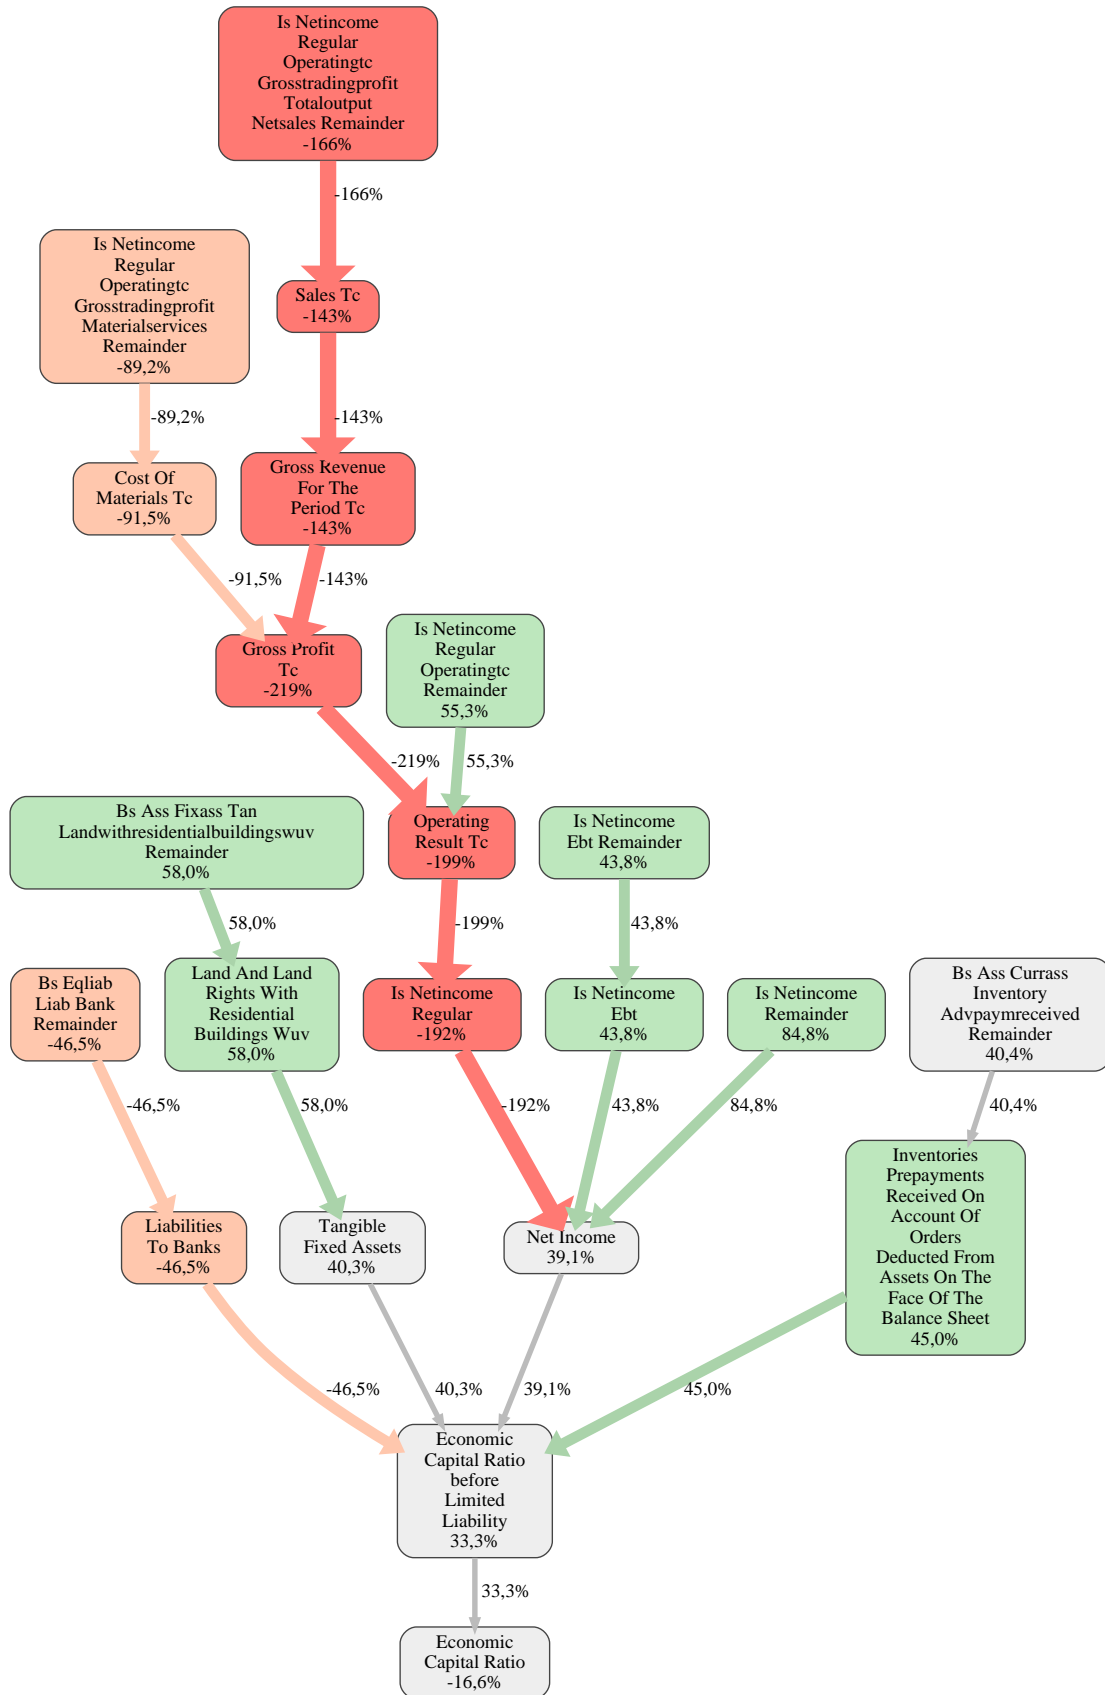 Is Netincome
Regular
Operatingtc
Grosstradingprofit
Totaloutput
Netsales Remainder
-166%
-166%
Is Netincome
Regular
Operatingtc
Grosstradingprofit
Materialservices
Remainder
-89,2%
Sales Tc
-143%
-89,2%
-143%
Cost Of
Materials Tc
-91,5%
Gross Revenue
For The
Period Tc
-143%
-91,5%
-143%
Gross Profit
Tc
-219%
Is Netincome
Regular
Operatingtc
Remainder
55,3%
-219%
55,3%
Bs Ass Fixass Tan
Landwithresidentialbuildingswuv
Remainder
58,0%
Operating
Result Tc
-199%
Is Netincome
Ebt Remainder
43,8%
58,0%
-199%
43,8%
Bs Eqliab
Liab Bank
Remainder
-46,5%
Land And Land
Rights With
Residential
Buildings Wuv
58,0%
Is Netincome
Regular
-192%
Is Netincome
Ebt
43,8%
Is Netincome
Remainder
84,8%
Bs Ass Currass
Inventory
Advpaymreceived
Remainder
40,4%
-46,5%
58,0%
-192%
43,8%
84,8%
40,4%
Liabilities
To Banks
-46,5%
Tangible
Fixed Assets
40,3%
Net Income
39,1%
Inventories
Prepayments
Received On
Account Of
Orders
Deducted From
Assets On The
Face Of The
Balance Sheet
45,0%
-46,5%
40,3%
39,1%
45,0%
Economic
Capital Ratio
before
Limited
Liability
33,3%
33,3%
Economic
Capital Ratio
-16,6%